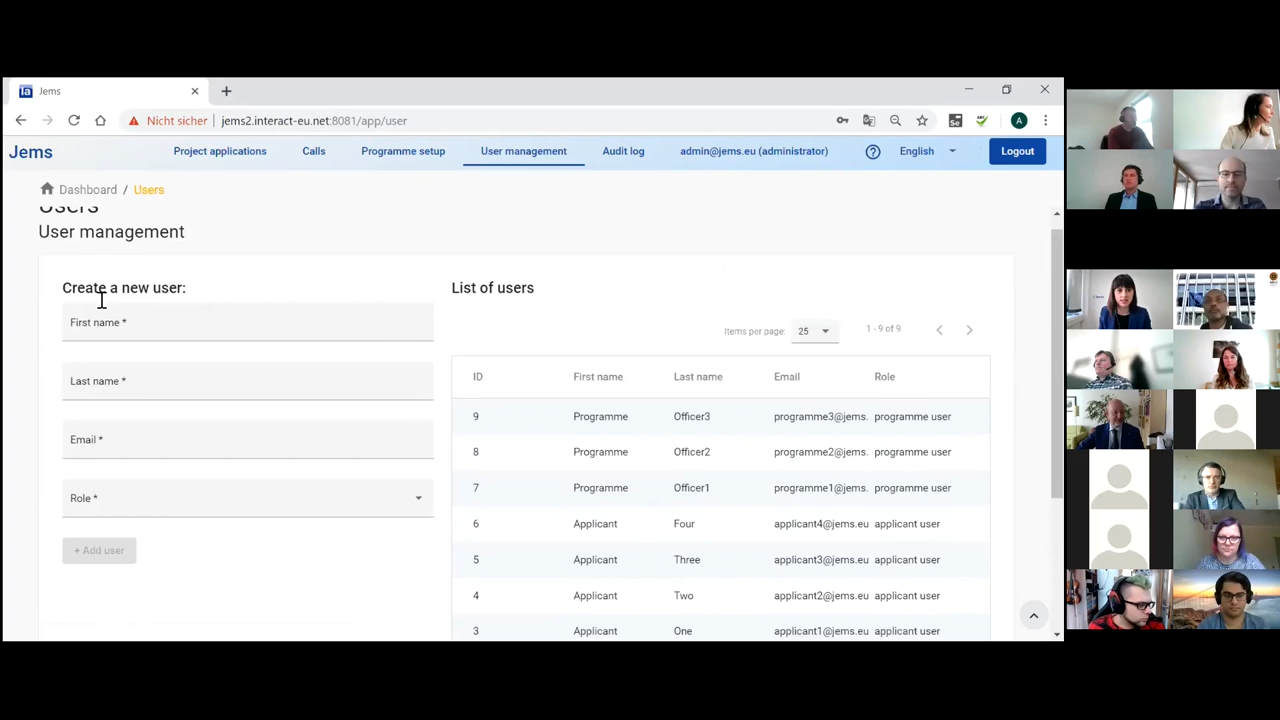 Jems
Nicht sicher | jems2.interact-eu.net:8081/app/user
A
Jems Project applications Calls Programme setup User management Audit log admin@jems.eu (administrator) English Logout
Dashboard / Users
Users
User management
Create a new user:
First name *
Last name *
Email *
Role *
+ Add user
List of users
Items per page: 25 1 - 9 of 9
ID First name Last name Email Role
9 Programme Officer3 programme3@jems. programme user
8 Programme Officer2 programme2@jems. programme user
7 Programme Officer1 programme1@jems. programme user
6 Applicant Four applicant4@jems.eu applicant user
5 Applicant Three applicant3@jems.eu applicant user
4 Applicant Two applicant2@jems.eu applicant user
3 Applicant One applicant1@jems.eu applicant user